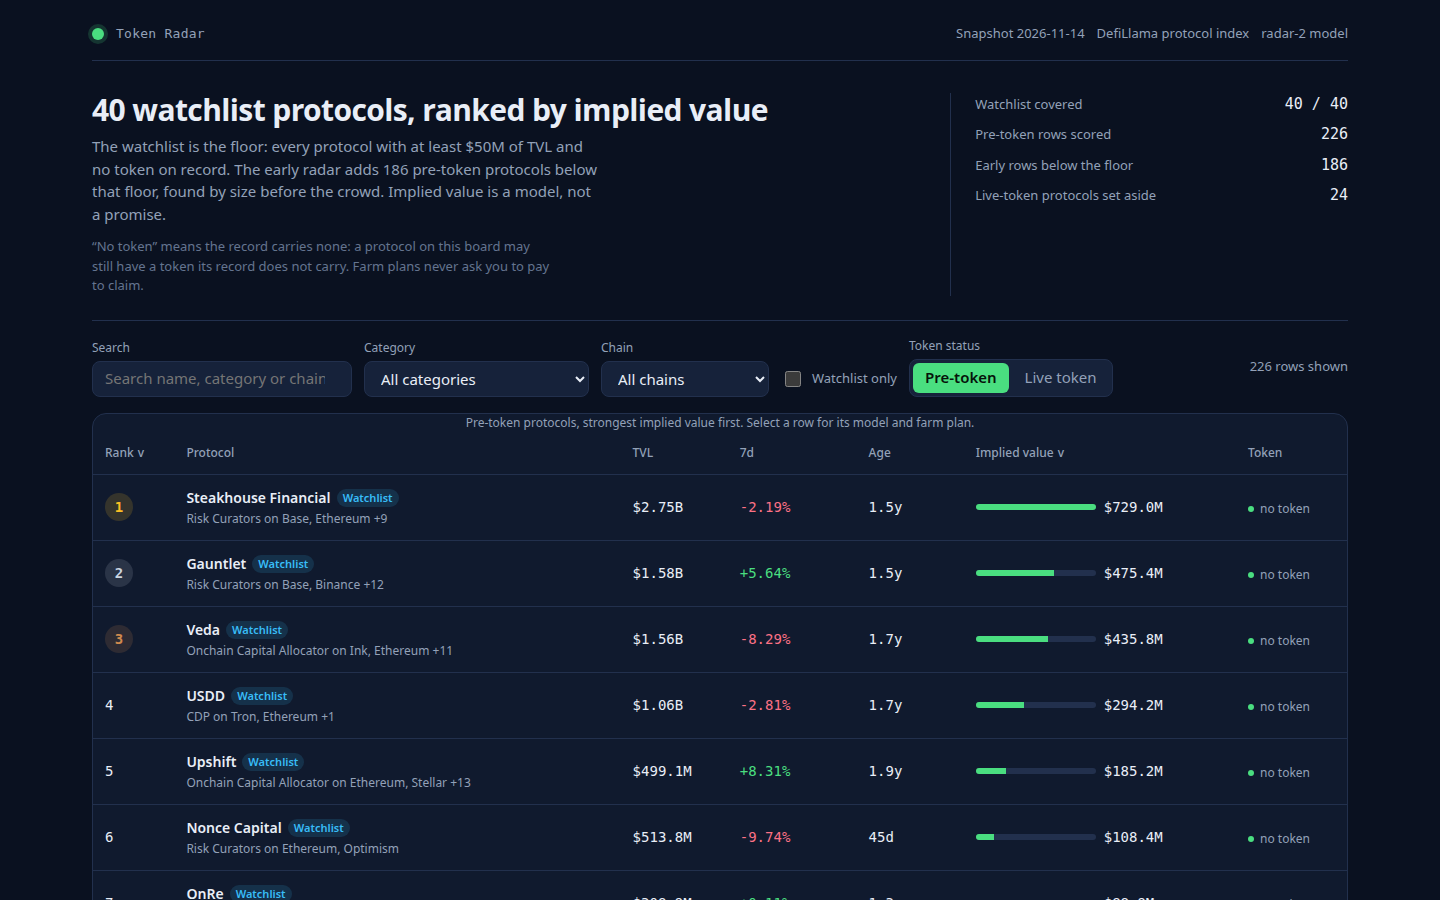 Token Radar
Snapshot 2026-11-14 DefiLlama protocol index radar-2 model
40 watchlist protocols, ranked by implied value
The watchlist is the floor: every protocol with at least $50M of TVL and
no token on record. The early radar adds 186 pre-token protocols below
that floor, found by size before the crowd. Implied value is a model, not
a promise.
“No token” means the record carries none: a protocol on this board may
still have a token its record does not carry. Farm plans never ask you to pay
to claim.
Watchlist covered 40 / 40
Pre-token rows scored 226
Early rows below the floor 186
Live-token protocols set aside 24
Search Category Chain Token status
Search name, category or chain All categories All chains Watchlist only Pre-token Live token 226 rows shown
Pre-token protocols, strongest implied value first. Select a row for its model and farm plan.
Rank v Protocol TVL 7d Age Implied value v Token
1 Steakhouse Financial Watchlist $2.75B -2.19% 1.5y $729.0M no token
Risk Curators on Base, Ethereum +9
2 Gauntlet Watchlist $1.58B +5.64% 1.5y $475.4M no token
Risk Curators on Base, Binance +12
3 Veda Watchlist $1.56B -8.29% 1.7y $435.8M no token
Onchain Capital Allocator on Ink, Ethereum +11
4 USDD Watchlist $1.06B -2.81% 1.7y $294.2M no token
CDP on Tron, Ethereum +1
5 Upshift Watchlist $499.1M +8.31% 1.9y $185.2M no token
Onchain Capital Allocator on Ethereum, Stellar +13
6 Nonce Capital Watchlist $513.8M -9.74% 45d $108.4M no token
Risk Curators on Ethereum, Optimism
OnRe Watchlist